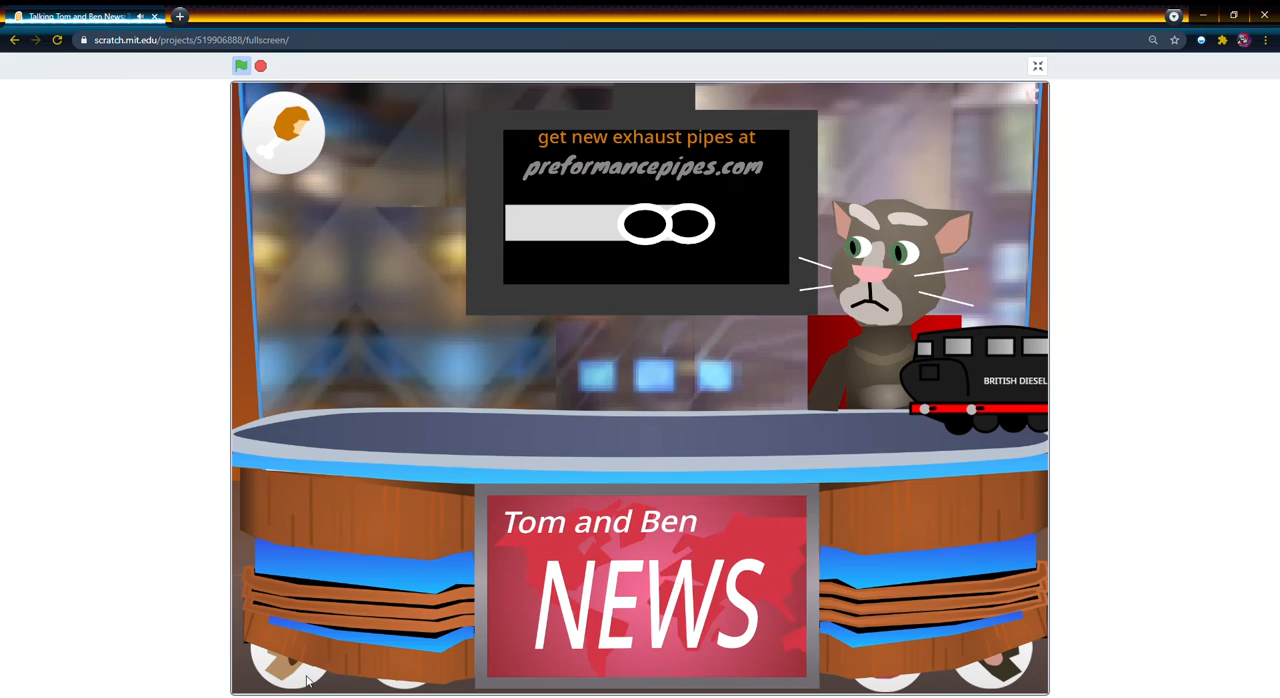 Talking Tom and Ben News:
scratch.mit.edu/projects/519906888/fullscreen/
get new exhaust pipes at
preformancepipes.com
BRITISH DIESEL
Tom and Ben
NEWS